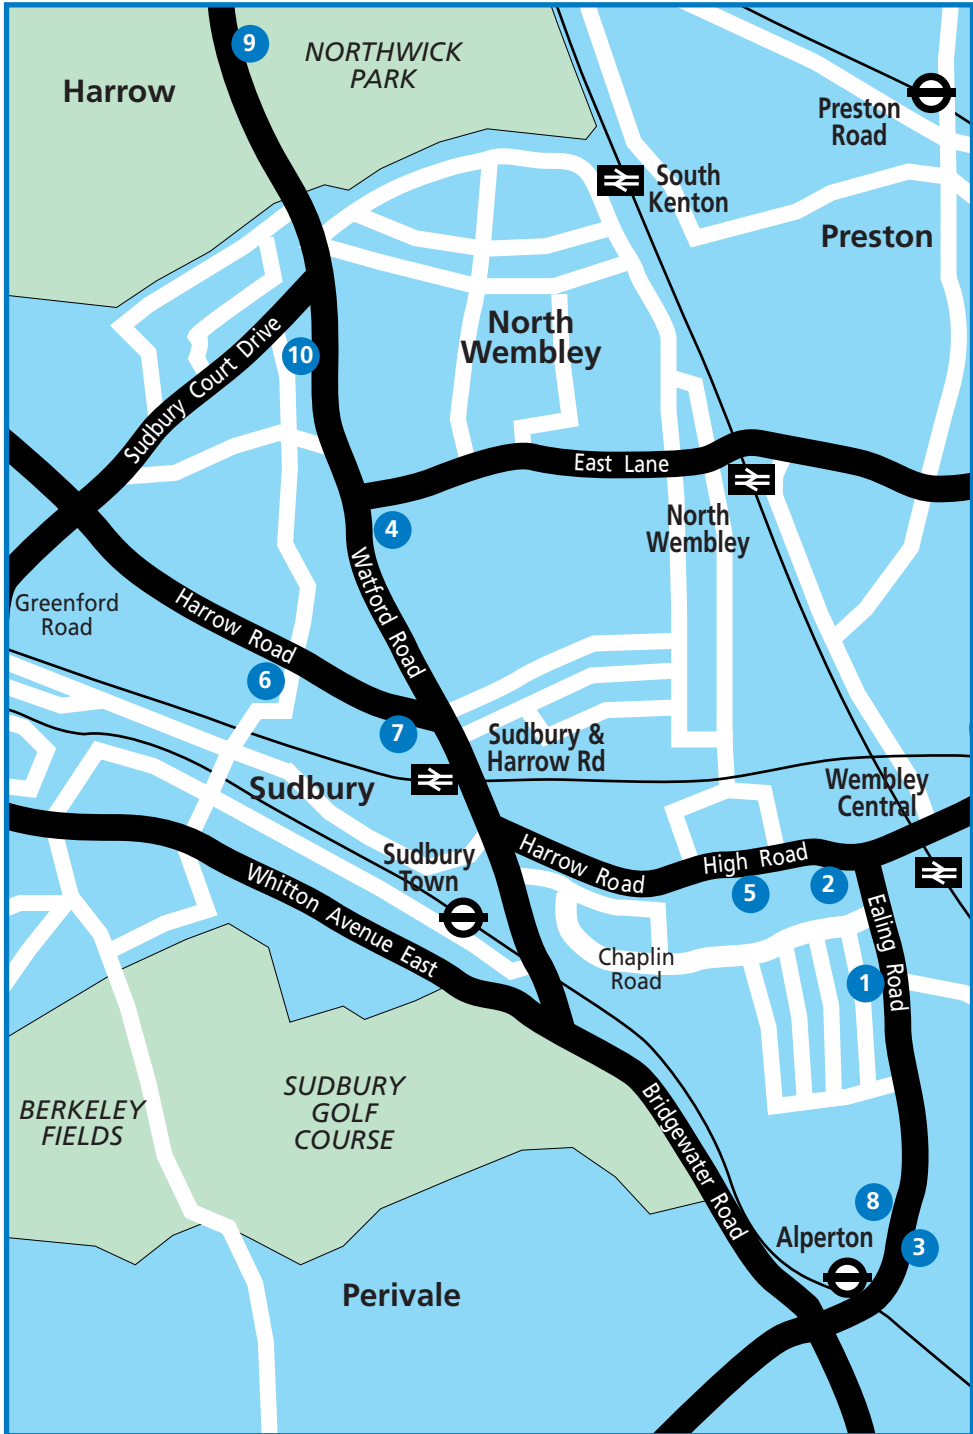 9
NORTHWICK
PARK
Harrow
Preston
Road
South
Kenton
Preston
North
Wembley
Sudbury Court Drive
10
East Lane
4
North
Wembley
Watford Road
Greenford
Road
Harrow Road
6
7
Sudbury &
Harrow Rd
Sudbury
Wembley
Central
Sudbury
Town
Harrow Road
High Road
5
2
Whitton Avenue East
Ealing Road
Chaplin
Road
1
SUDBURY
GOLF
COURSE
BERKELEY
FIELDS
Bridgewater Road
8
Alperton
3
Perivale